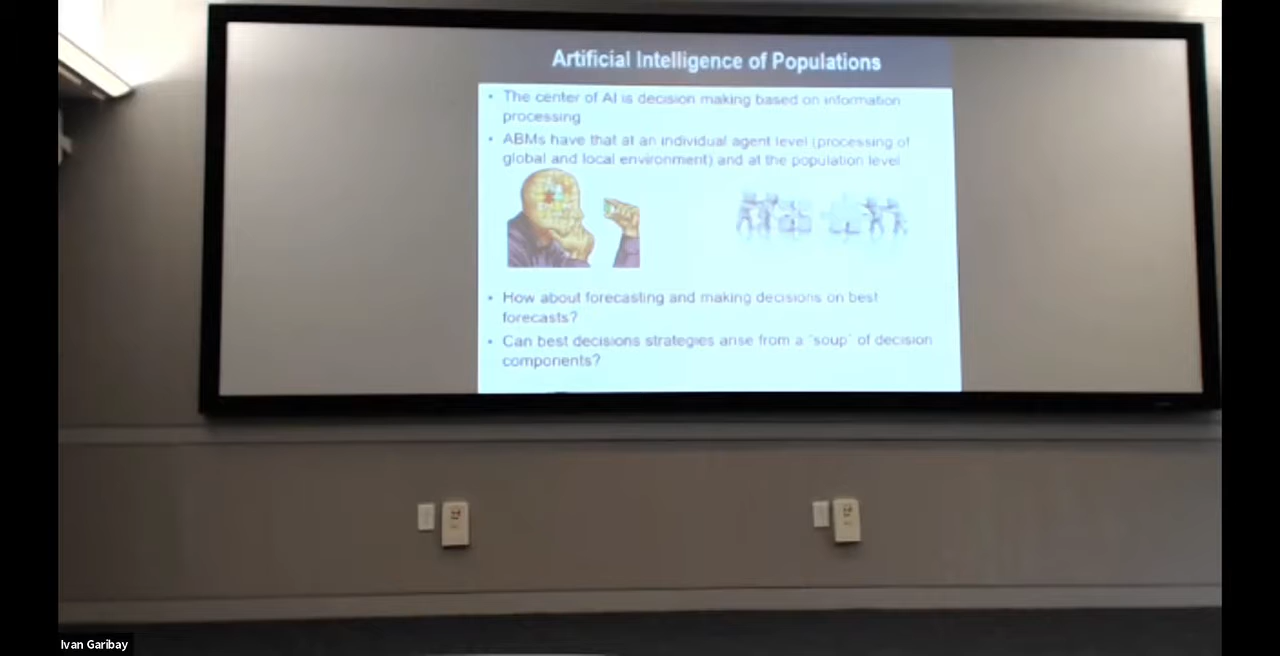 Artificial Intelligence of Populations
• The center of AI is decision making based on information
processing
• ABMs have that at an individual agent level (processing of
global and local environment) and at the population level
• How about forecasting and making decisions on best
forecasts?
• Can best decisions strategies arise from a "soup" of decision
components?
Ivan Garibay